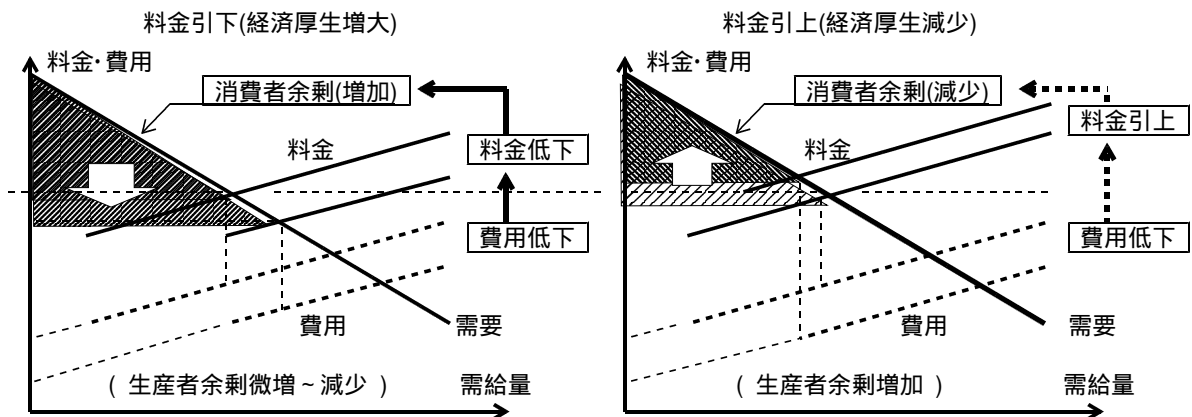 料金引下(経済厚生増大)
料金・費用
消費者余剰(増加)
料金
料金低下
費用低下
費用
需要
( 生産者余剰微増 ~ 減少 )
需給量
料金引上(経済厚生減少)
料金・費用
消費者余剰(減少)
料金
料金引上
費用低下
費用
需要
( 生産者余剰増加 )
需給量